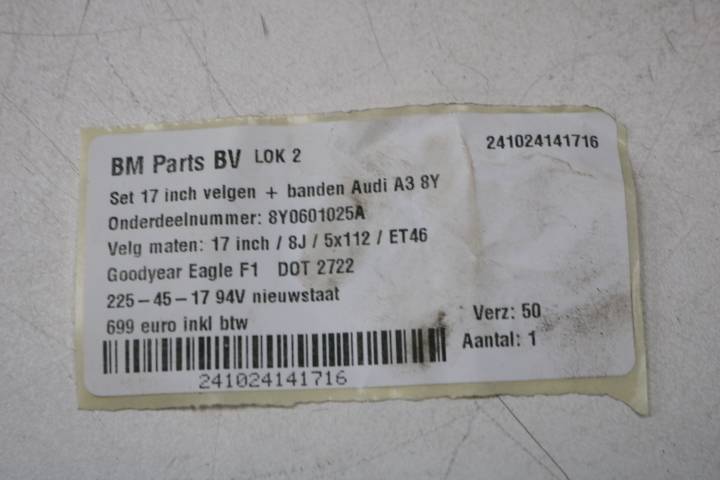 BM Parts BV LOK 2
241024141716
Set 17 inch velgen + banden Audi A3 8Y
Onderdeelnummer: 8Y0601025A
Velg maten: 17 inch / 8J / 5x112 / ET46
Goodyear Eagle F1 DOT 2722
225-45-17 94V nieuwstaat
699 euro inkl btw
Verz: 50
Aantal: 1
241024141716